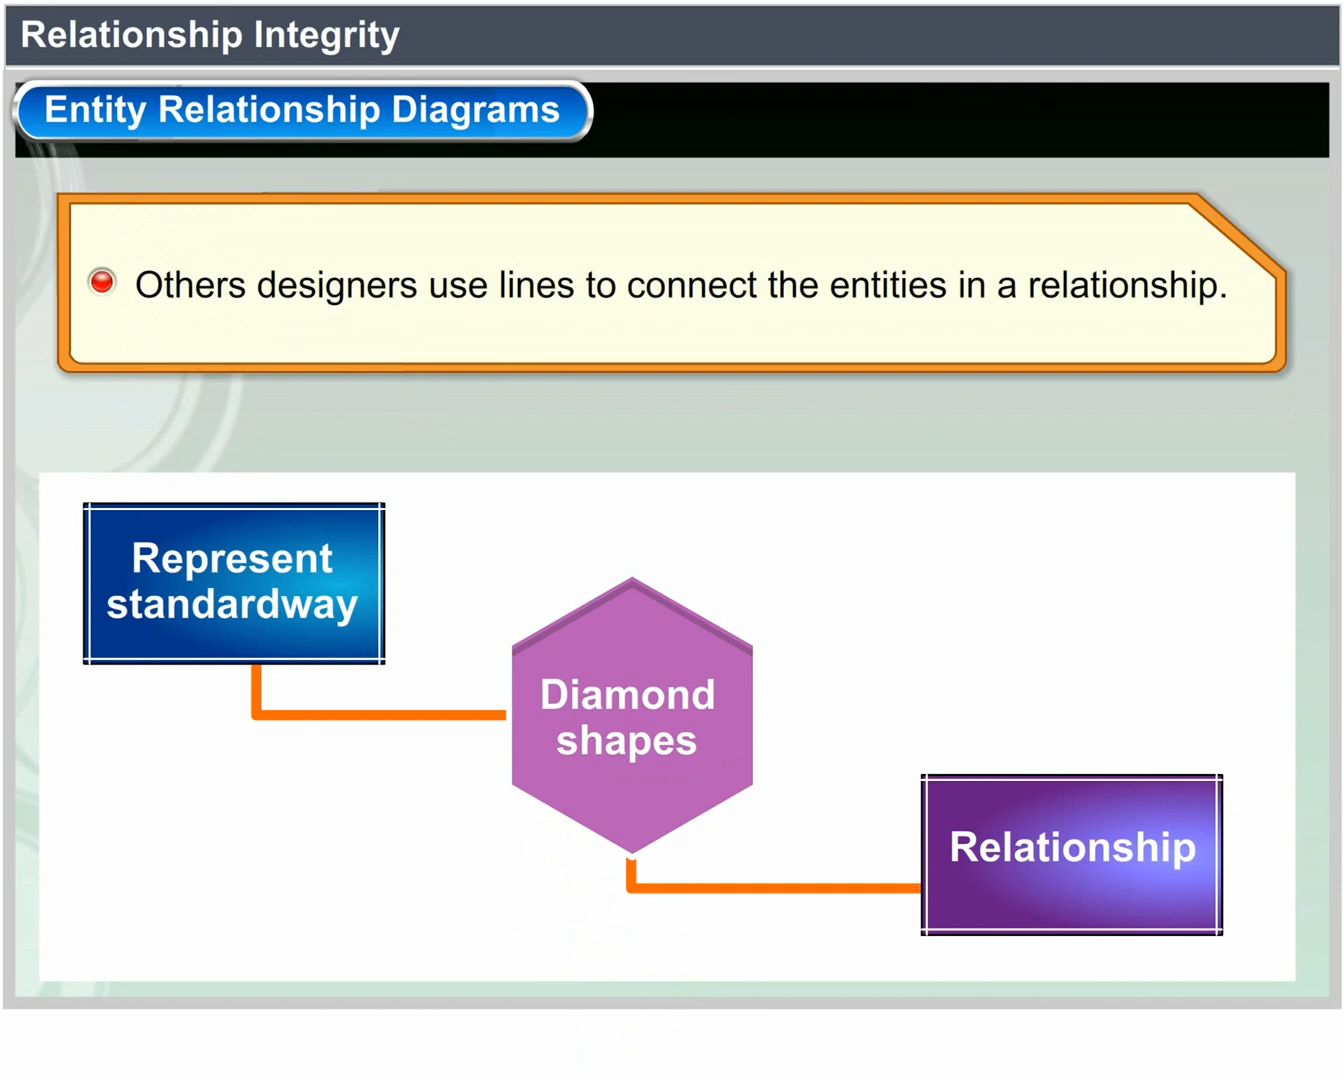 Relationship Integrity
Entity Relationship Diagrams
Others designers use lines to connect the entities in a relationship.
Represent
standardway
Diamond
shapes
Relationship